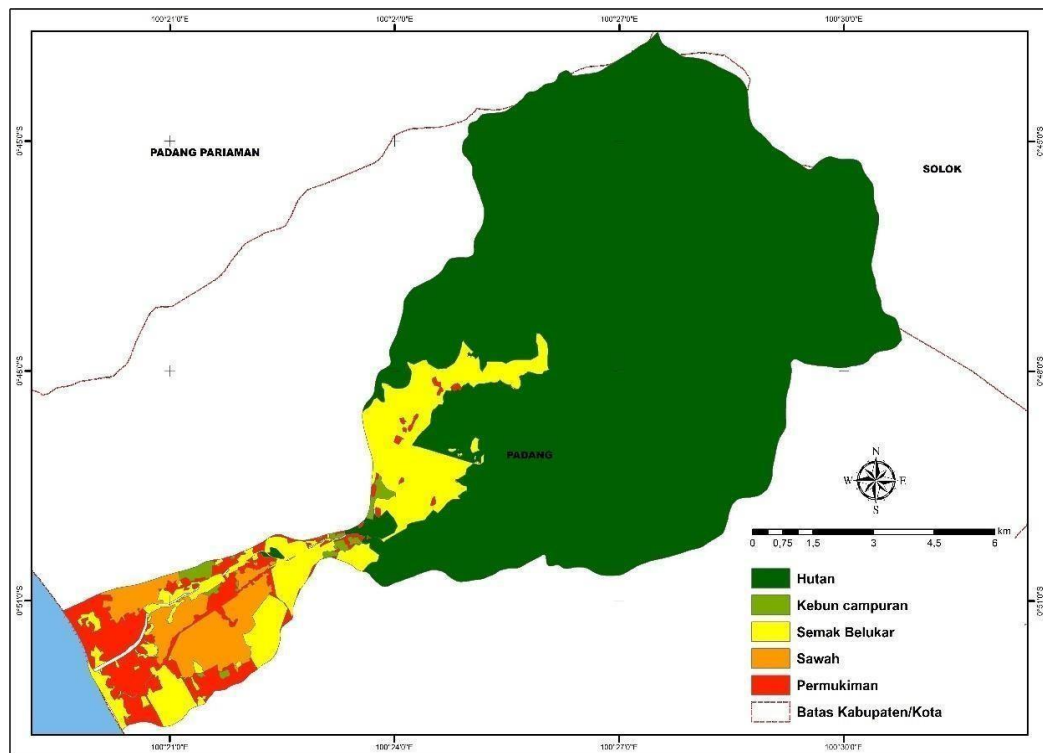 100°21'0"E 100°24'0"E 100°27'0"E 100°30'0"E
0°45'0"S 0°45'0"S
PADANG PARIAMAN
SOLOK
0°48'0"S 0°48'0"S
PADANG
N
W E
S
km
0 0,75 1,5 3 4,5 6
Hutan
0°51'0"S 0°51'0"S
Kebun campuran
Semak Belukar
Sawah
Permukiman
Batas Kabupaten/Kota
100°21'0"E 100°24'0"E 100°27'0"E 100°30'0"E